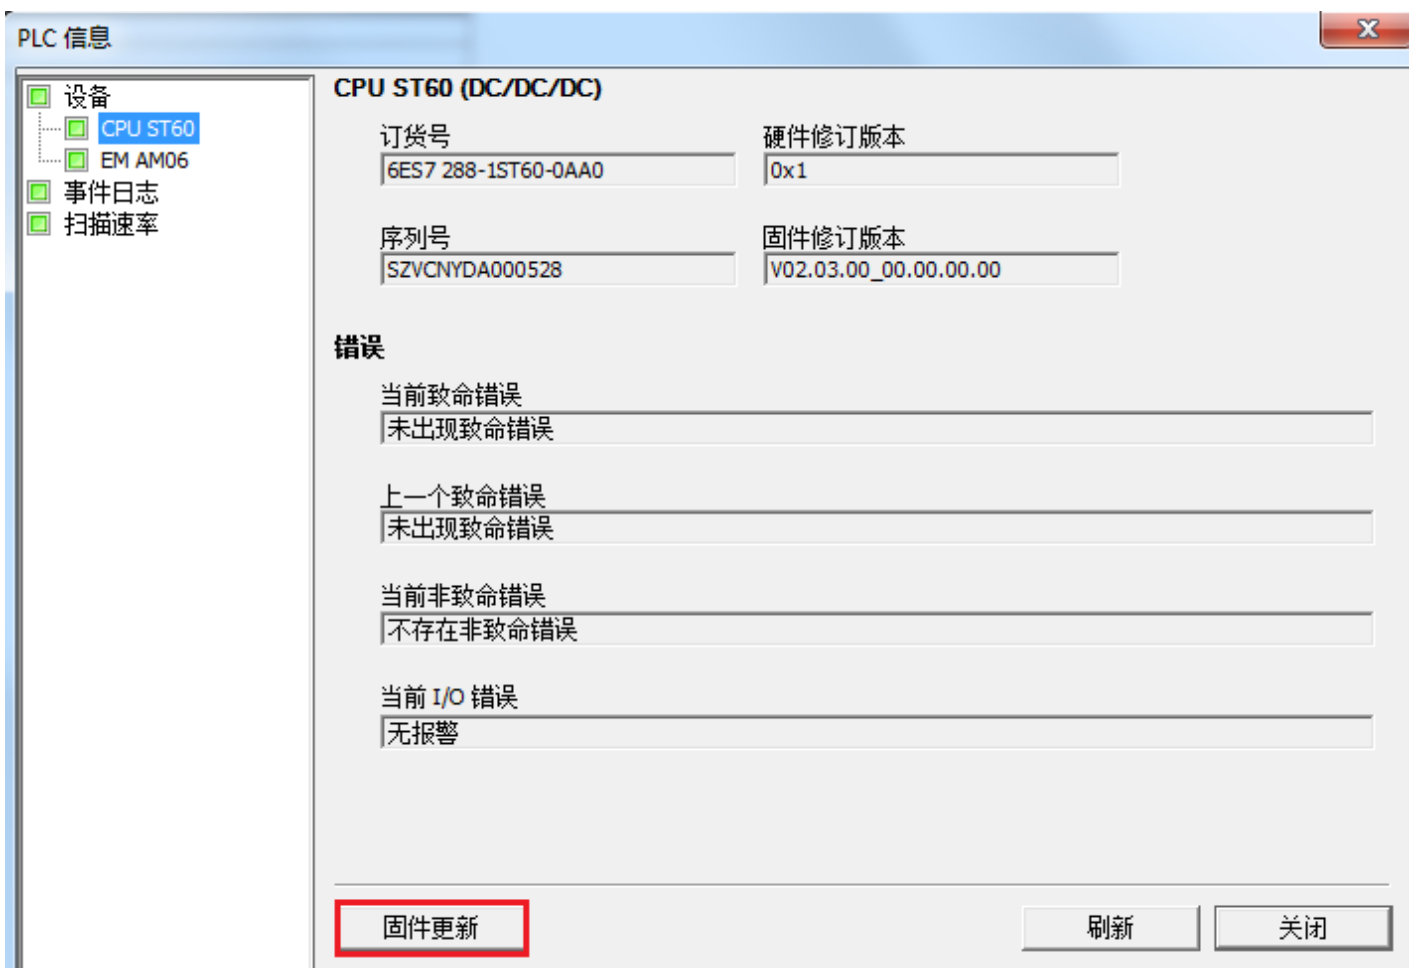 PLC 信息
设备
CPU ST60
EM AM06
事件日志
扫描速率
CPU ST60 (DC/DC/DC)
订货号 硬件修订版本
6ES7 288-1ST60-0AA0 0x1
序列号 固件修订版本
SZVCNYDA000528 V02.03.00_00.00.00.00
错误
当前致命错误
未出现致命错误
上一个致命错误
未出现致命错误
当前非致命错误
不存在非致命错误
当前 I/O 错误
无报警
固件更新 刷新 关闭